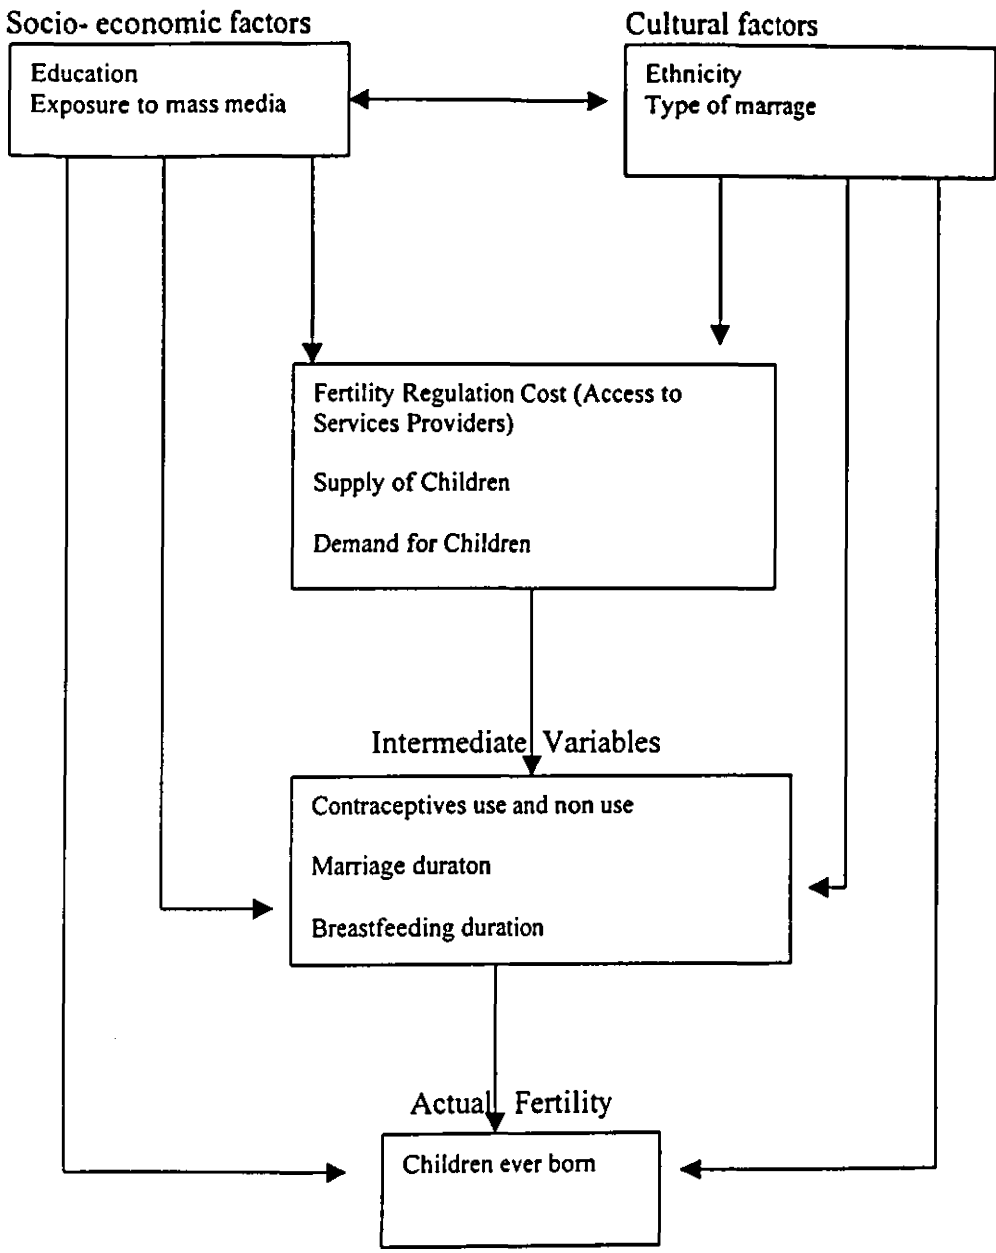 Socio- economic factors
Education
Exposure to mass media
Cultural factors
Ethnicity
Type of marrage
Fertility Regulation Cost (Access to
Services Providers)
Supply of Children
Demand for Children
Intermediate Variables
Contraceptives use and non use
Marriage duraton
Breastfeeding duration
Actual Fertility
Children ever born